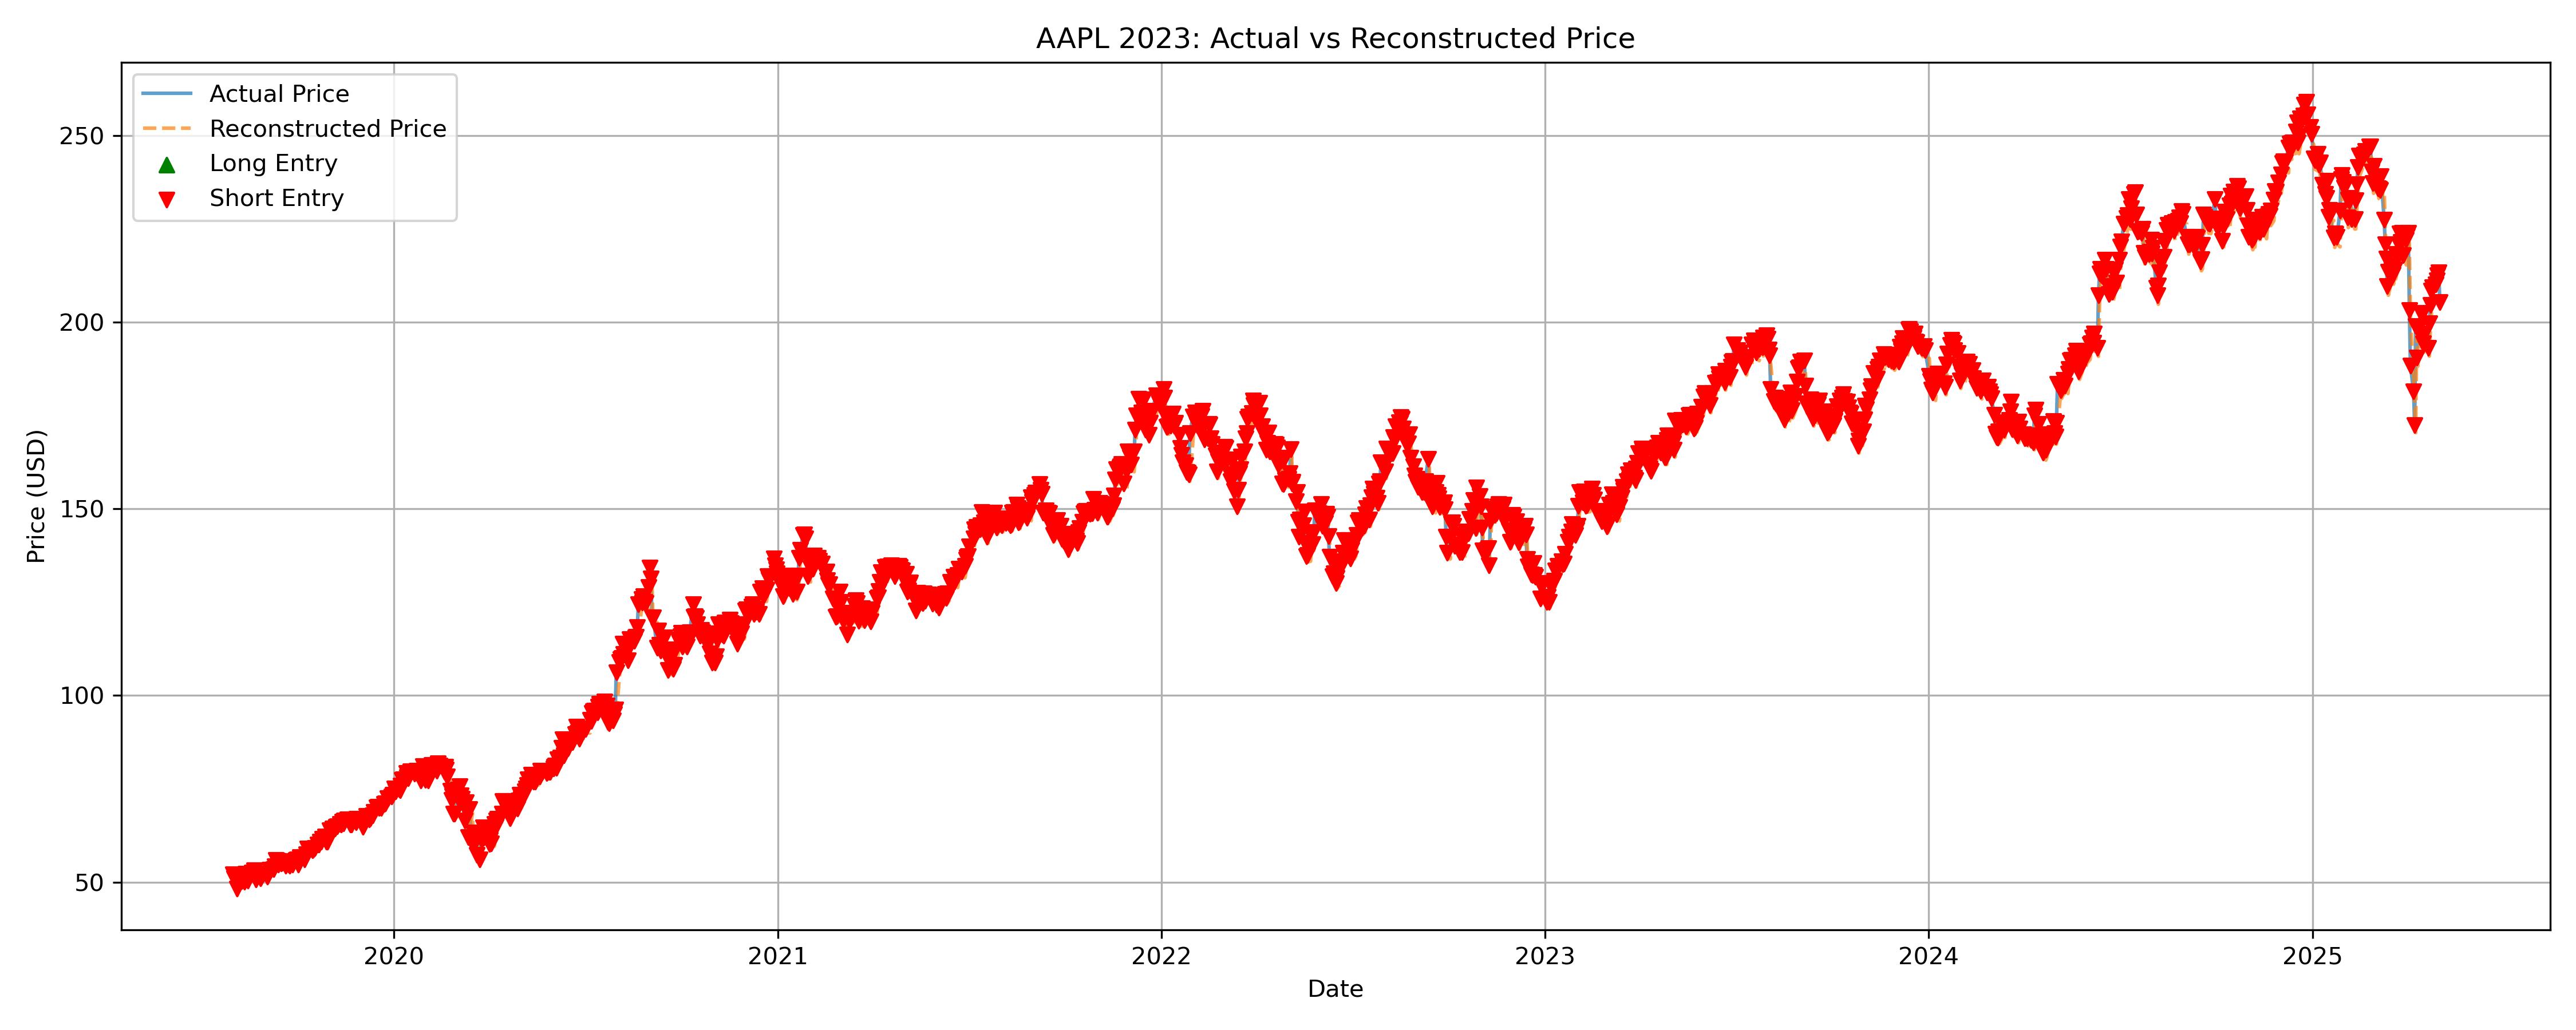 AAPL 2023: Actual vs Reconstructed Price
Actual Price
Reconstructed Price
Long Entry
Short Entry
Price (USD)
250
200
150
100
50
2020 2021 2022 2023 2024 2025
Date